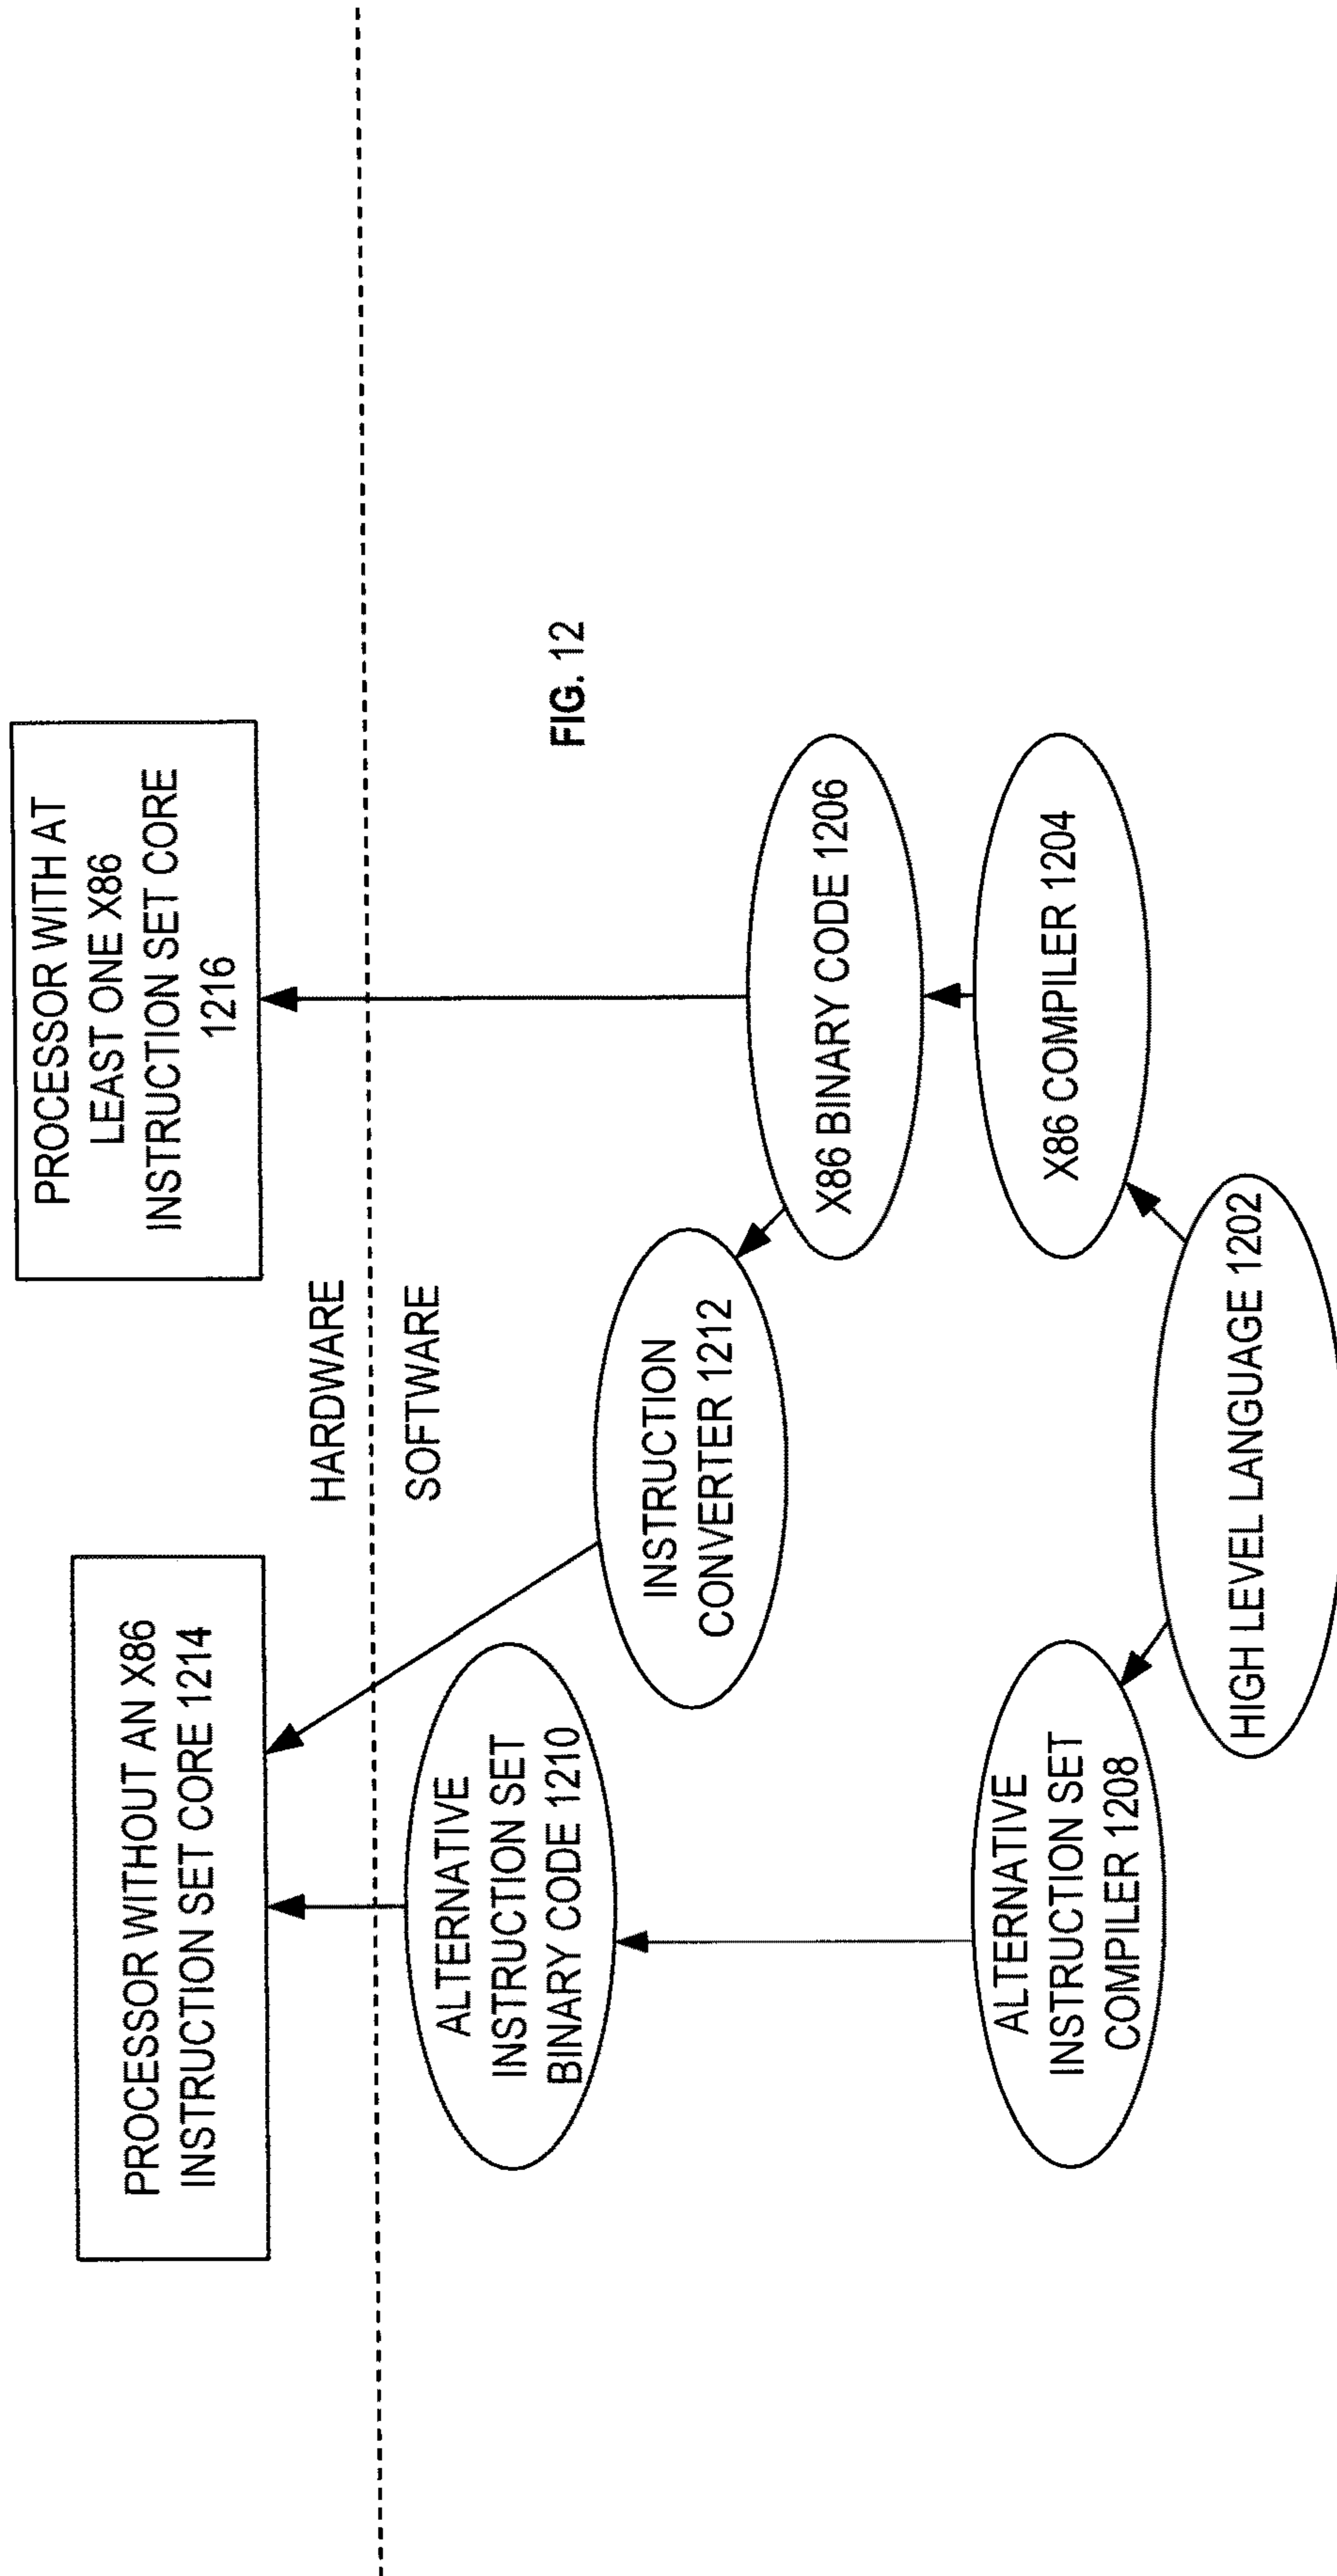 PROCESSOR WITHOUT AN X86
INSTRUCTION SET CORE 1214
PROCESSOR WITH AT
LEAST ONE X86
INSTRUCTION SET CORE
1216
HARDWARE
SOFTWARE
ALTERNATIVE
INSTRUCTION SET
BINARY CODE 1210
INSTRUCTION
CONVERTER 1212
FIG. 12
X86 BINARY CODE 1206
ALTERNATIVE
INSTRUCTION SET
COMPILER 1208
X86 COMPILER 1204
HIGH LEVEL LANGUAGE 1202